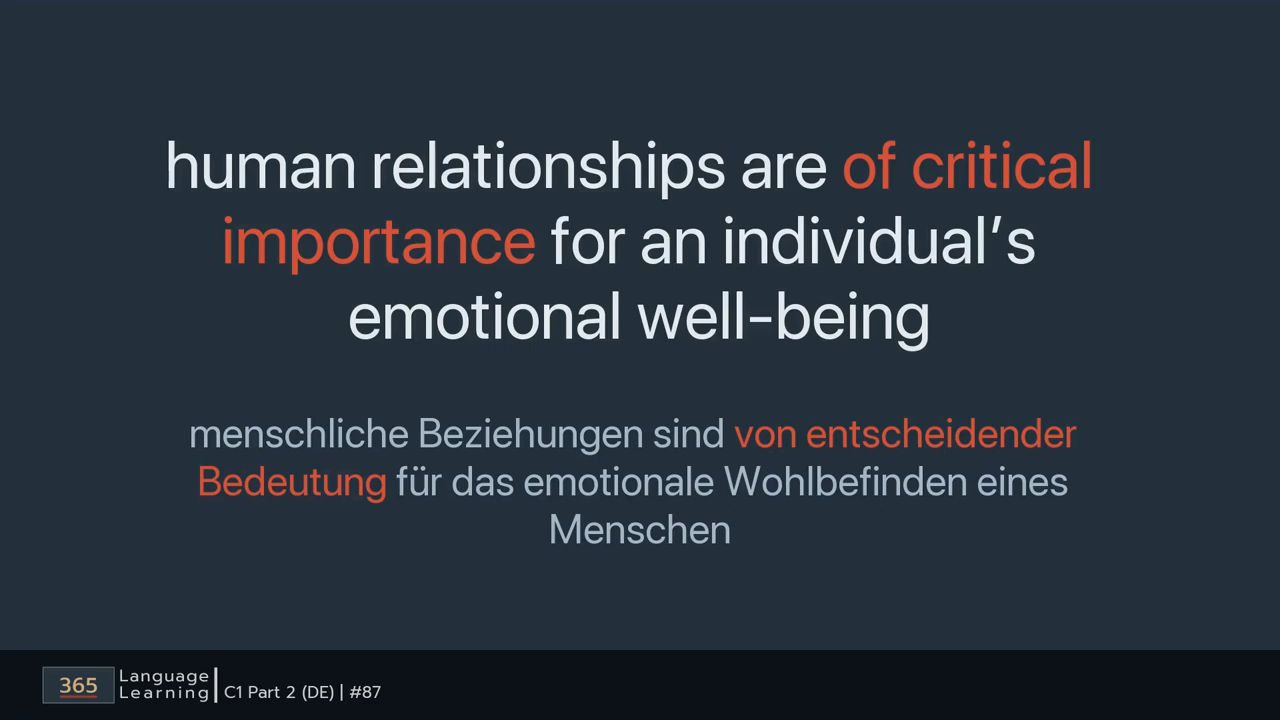 human relationships are of critical
importance for an individual's
emotional well-being
menschliche Beziehungen sind von entscheidender
Bedeutung für das emotionale Wohlbefinden eines
Menschen
365
Language
Learning
C1 Part 2 (DE) | #87